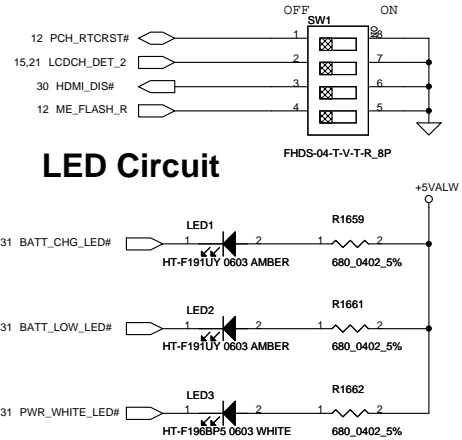 OFF ON
SW1
12 PCH_RTCRST# 1 8
ON
15,21 LCDCH_DET_2 2 7
30 HDMI_DIS# 3 6
12 ME_FLASH_R 4 5
FHDS-04-T-V-T-R_8P
LED Circuit
+5VALW
LED1 R1659
31 BATT_CHG_LED# 1 2 1 2
HT-F191UY 0603 AMBER 680_0402_5%
LED2 R1661
31 BATT_LOW_LED# 1 2 1 2
HT-F191UY 0603 AMBER 680_0402_5%
LED3 R1662
31 PWR_WHITE_LED# 1 2 1 2
HT-F196BP5 0603 WHITE 680_0402_5%